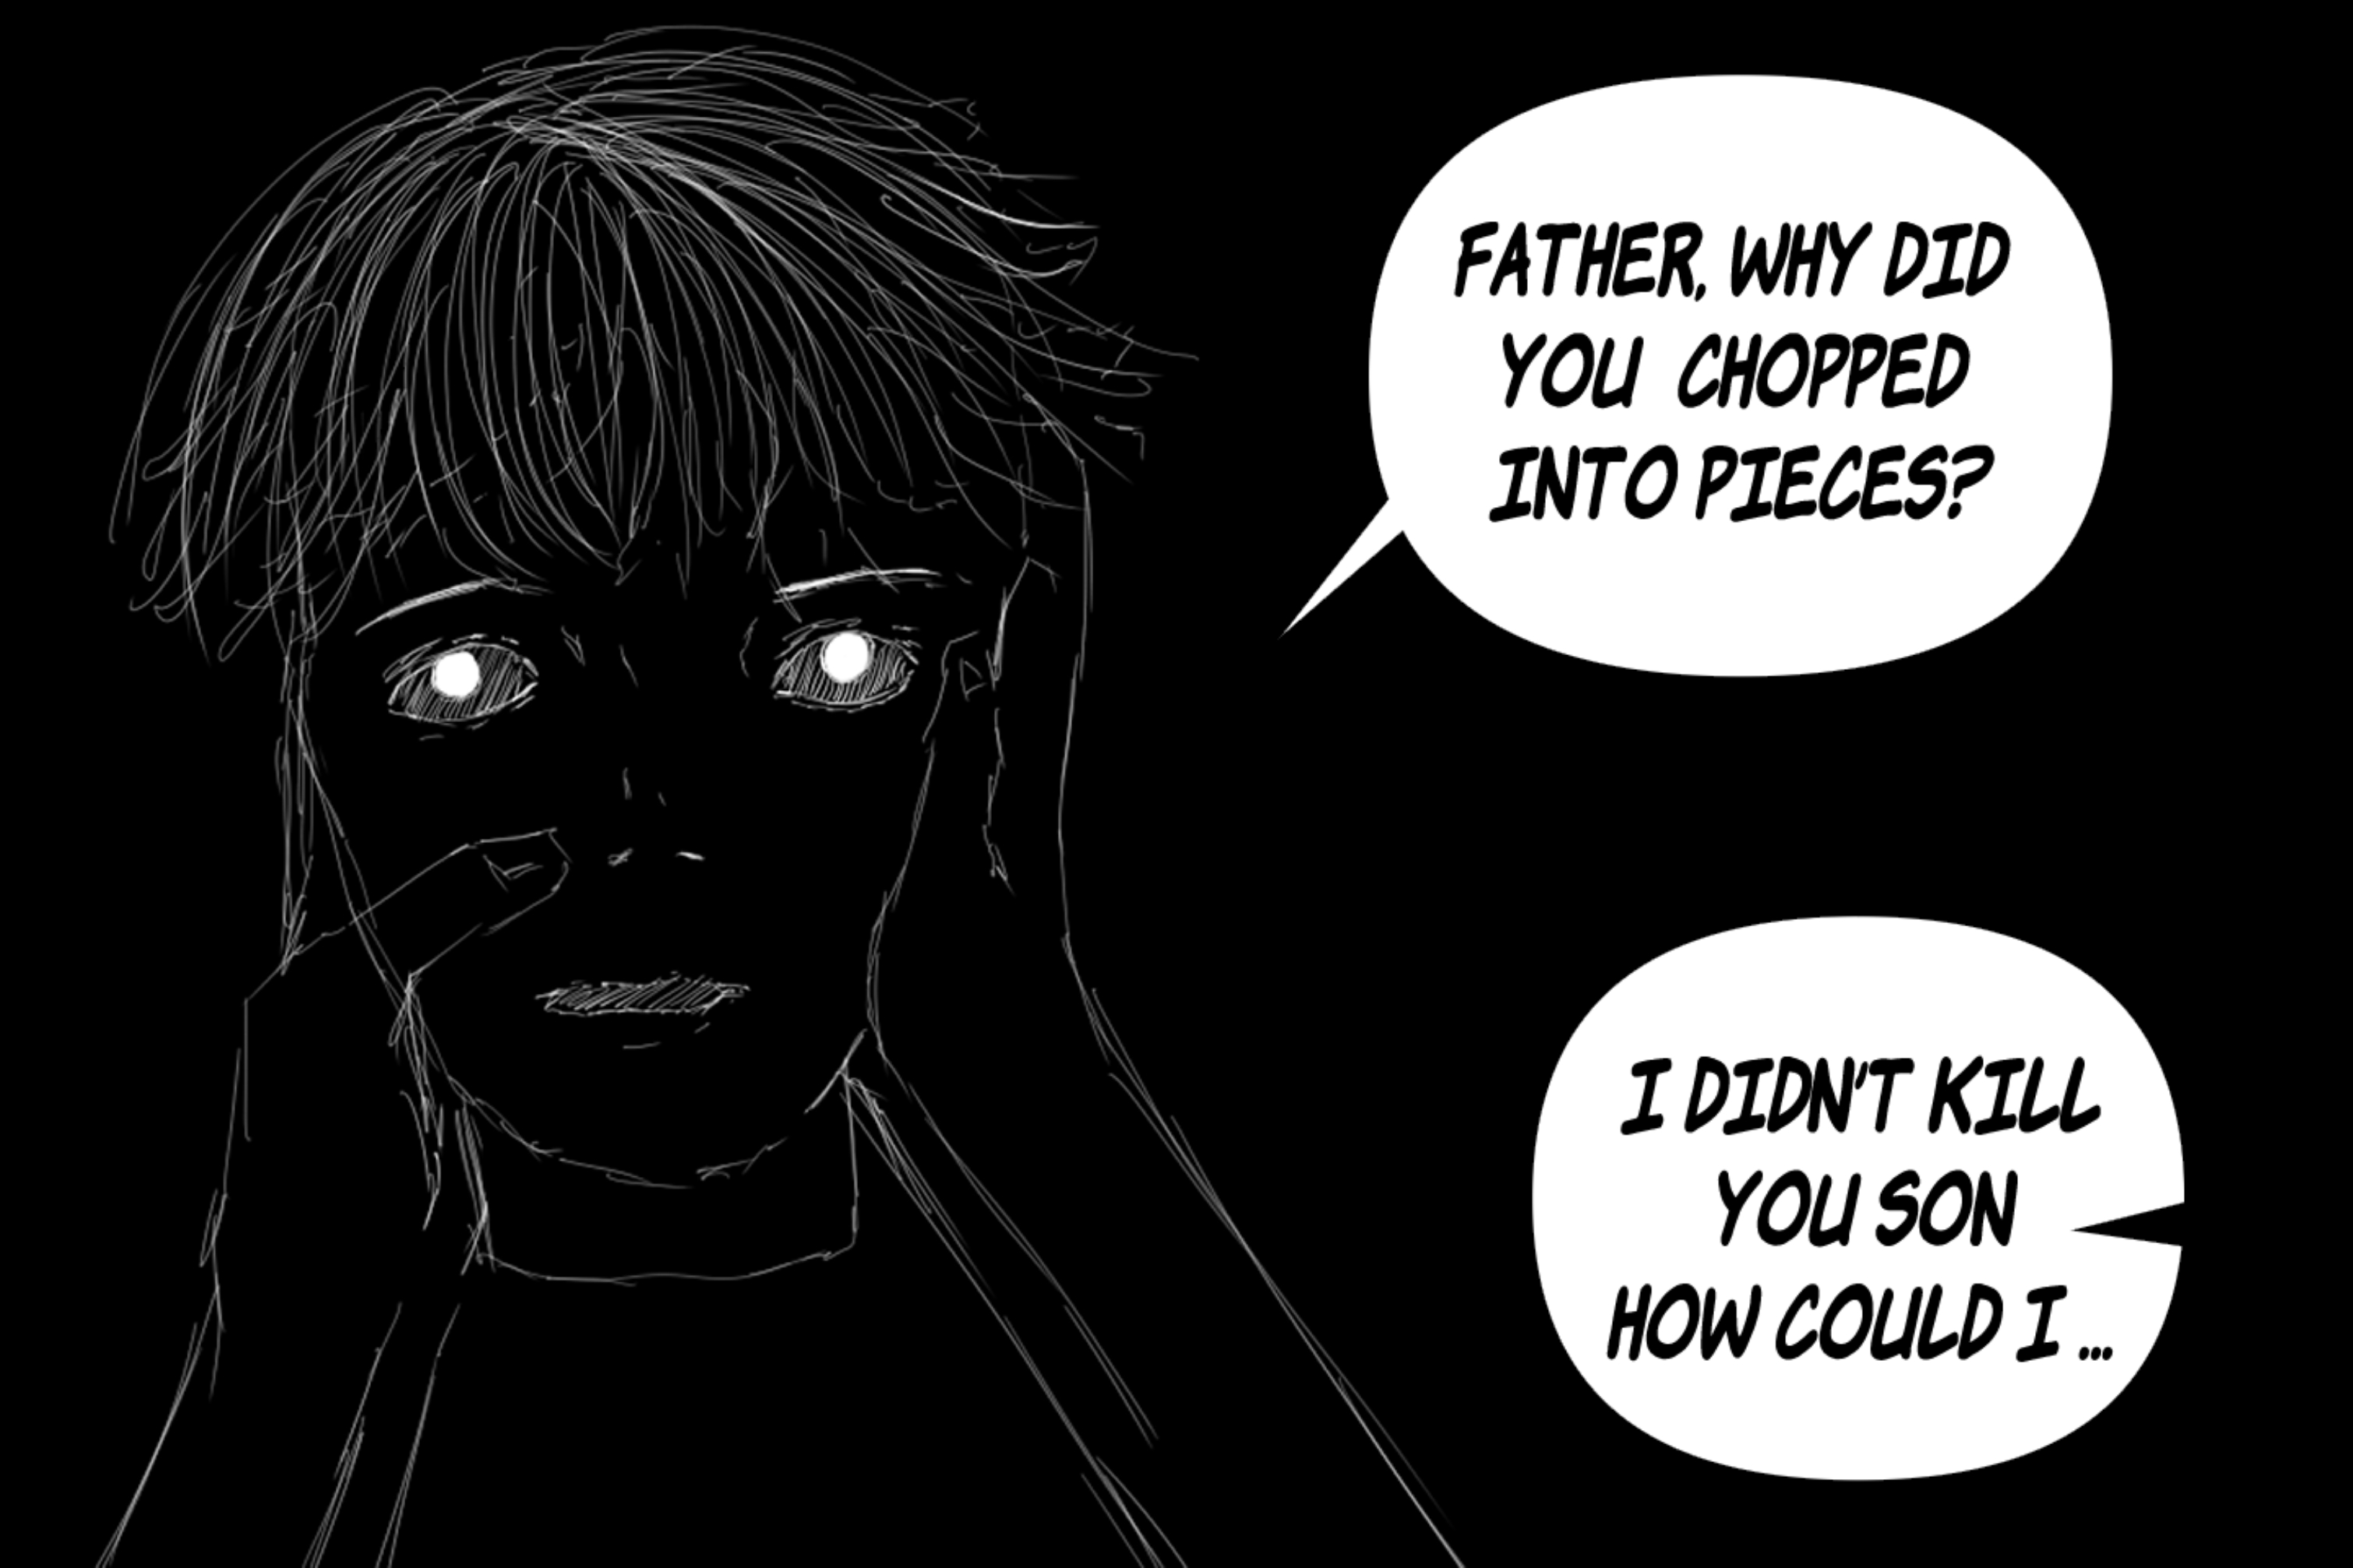 FATHER, WHY DID
YOU CHOPPED
INTO PIECES?
I DIDN'T KILL
YOU SON
HOW COULD I ...